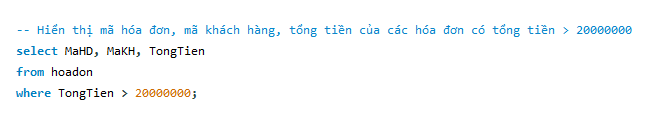 -- Hiển thị mã hóa đơn, mã khách hàng, tổng tiền của các hóa đơn có tổng tiền > 20000000
select MaHD, MaKH, TongTien
from hoadon
where TongTien > 20000000;